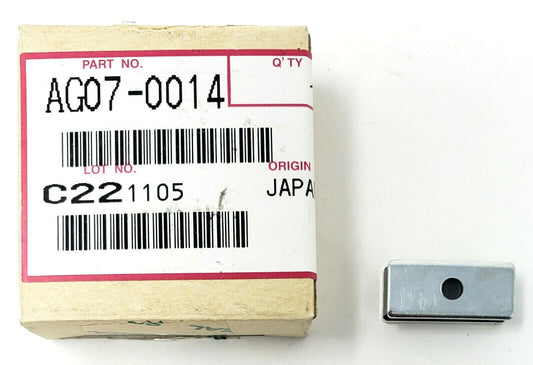 PART NO. Q'TY
AG07-0014
LOT NO. ORIGIN
C221105 JAPA